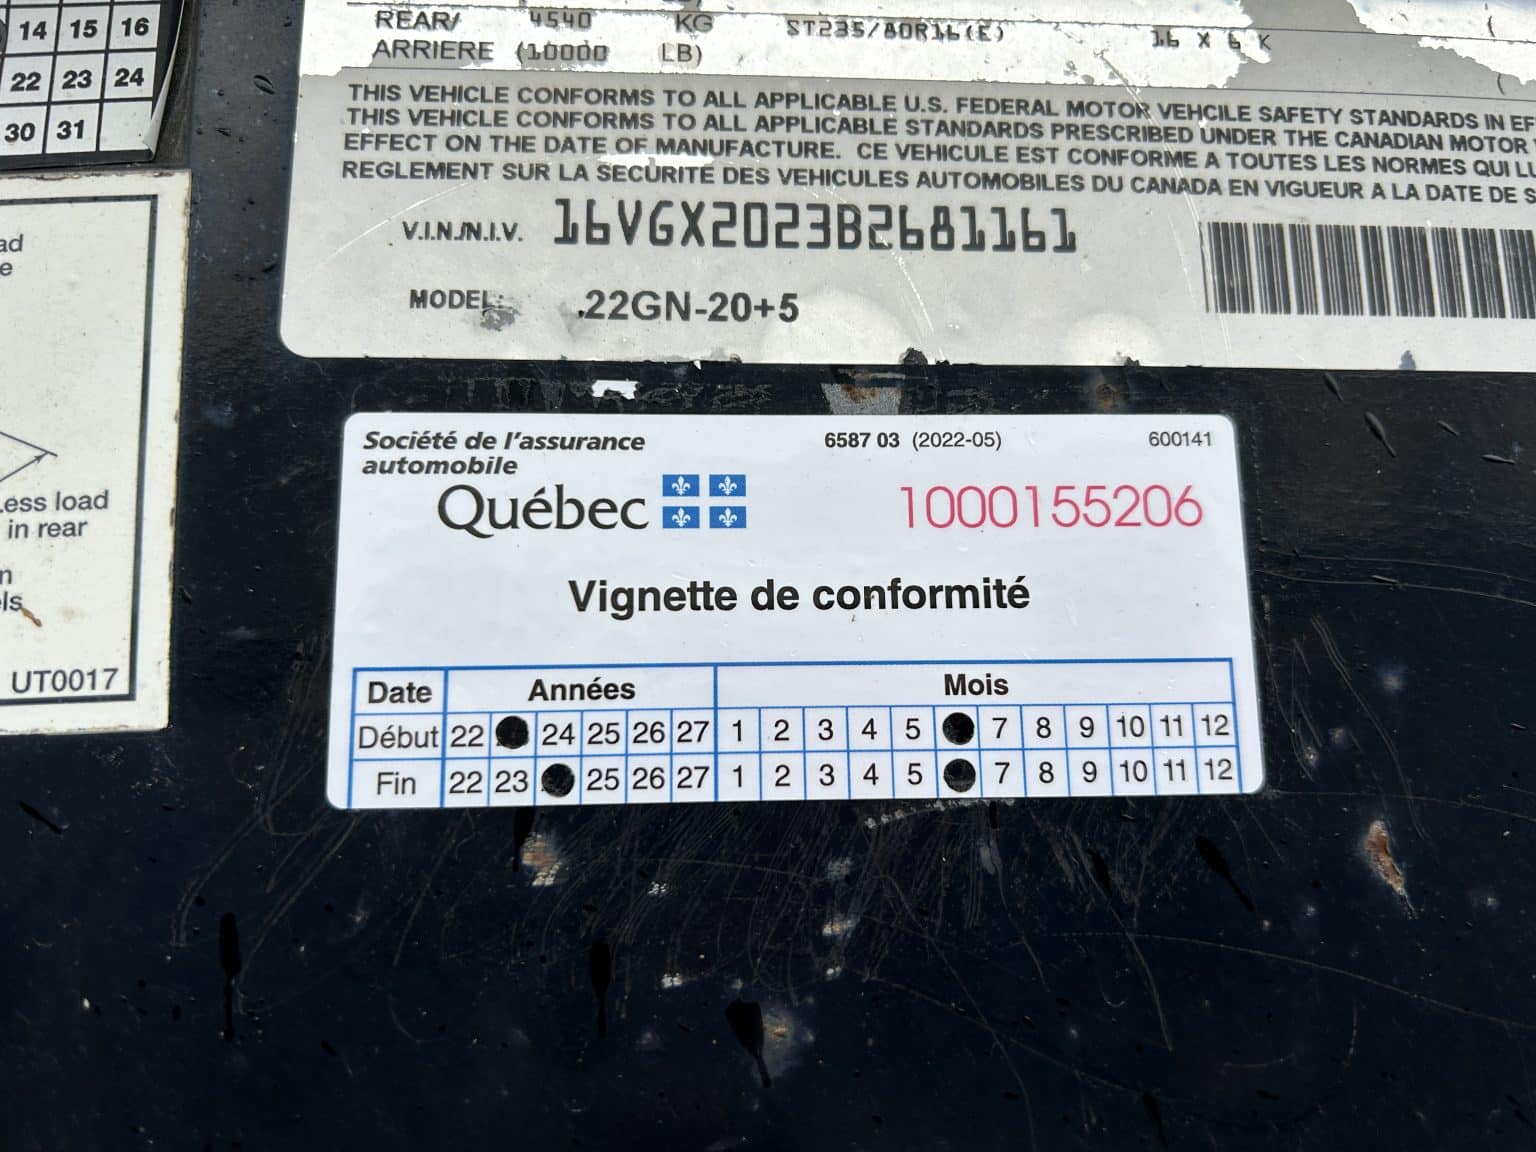 14 15 16
22 23 24
30 31
REAR/ 4540 KG ST235/80R16(E) 16 X 6 K
ARRIERE (10000 LB)
THIS VEHICLE CONFORMS TO ALL APPLICABLE U.S. FEDERAL MOTOR VEHCILE SAFETY STANDARDS IN EF
THIS VEHICLE CONFORMS TO ALL APPLICABLE STANDARDS PRESCRIBED UNDER THE CANADIAN MOTOR
EFFECT ON THE DATE OF MANUFACTURE. CE VEHICULE EST CONFORME A TOUTES LES NORMES QUI LU
REGLEMENT SUR LA SECURITE DES VEHICULES AUTOMOBILES DU CANADA EN VIGUEUR A LA DATE DE S
V.I.N./N.I.V. 16VGX2023B2681161
MODEL: .22GN-20+5
ad
e
Less load
in rear
n
els
UT0017
Société de l'assurance
automobile
Québec
6587 03 (2022-05) 600141
1000155206
Vignette de conformité
Date Années Mois
Début 22 24 25 26 27 1 2 3 4 5 7 8 9 10 11 12
Fin 22 23 25 26 27 1 2 3 4 5 7 8 9 10 11 12